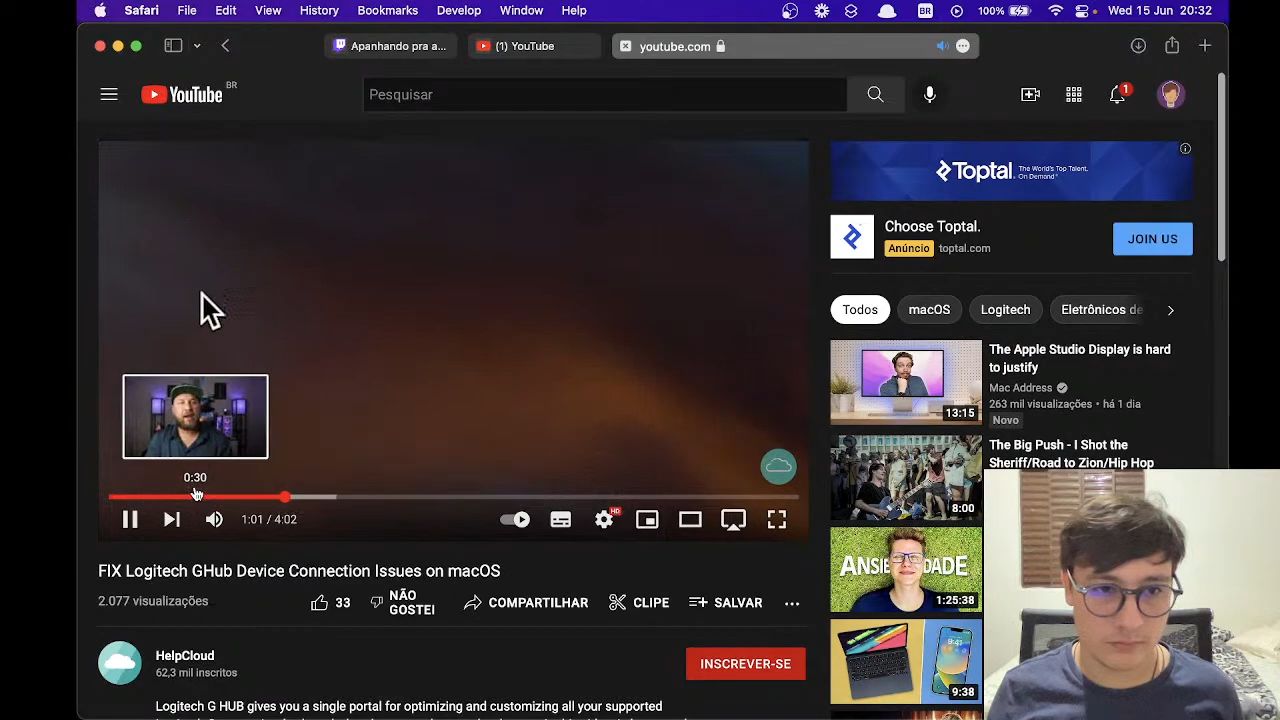 Safari File Edit View History Bookmarks Develop Window Help BR 100% Wed 15 Jun 20:32
Apanhando pra a... (1) YouTube youtube.com
YouTube BR Pesquisar 1
Toptal The World's Top Talent. On Demand.
Choose Toptal.
Anúncio toptal.com
JOIN US
Todos macOS Logitech Eletrônicos de
The Apple Studio Display is hard
to justify
Mac Address
263 mil visualizações • há 1 dia
Novo
13:15
The Big Push - I Shot the
Sheriff/Road to Zion/Hip Hop
8:00
ANSIEDADE
1:25:38
9:41
9:38
0:30
1:01 / 4:02
HD
FIX Logitech GHub Device Connection Issues on macOS
2.077 visualizações
33 NÃO GOSTEI COMPARTILHAR CLIPE SALVAR
HelpCloud
62,3 mil inscritos
INSCREVER-SE
Logitech G HUB gives you a single portal for optimizing and customizing all your supported